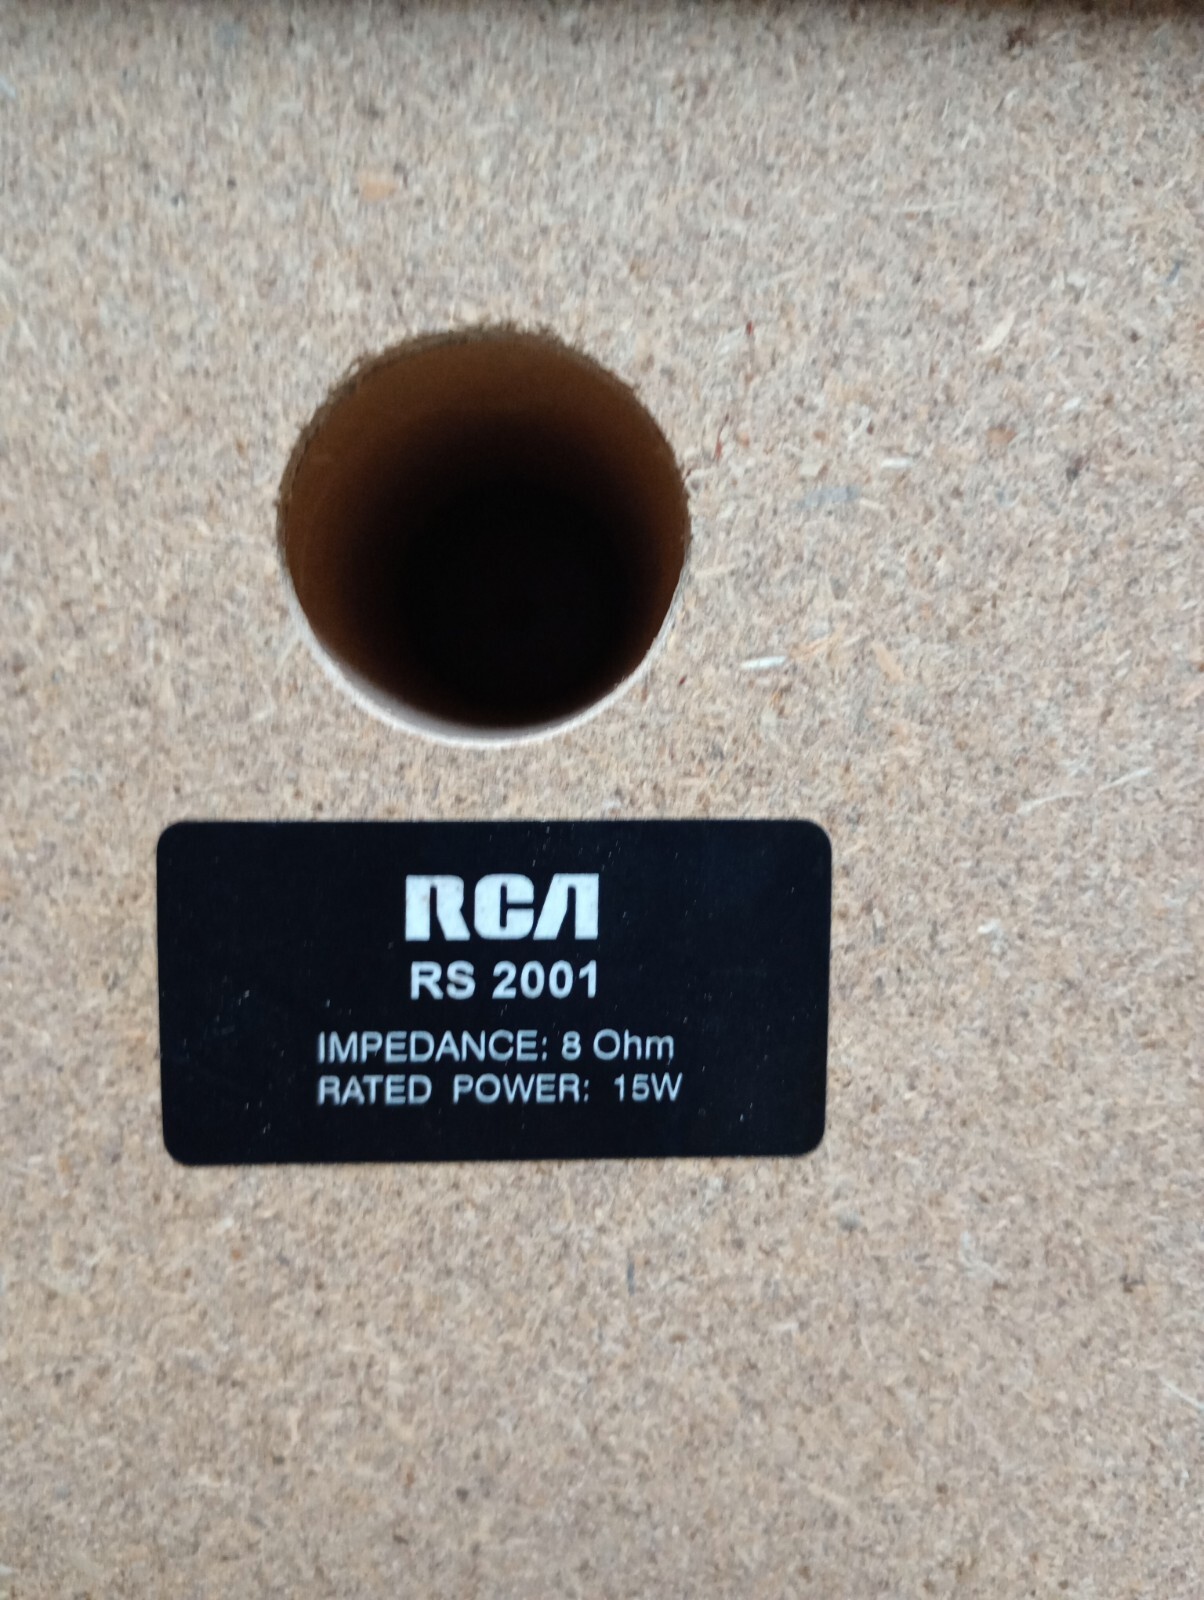 RCA
RS 2001
IMPEDANCE: 8 Ohm
RATED POWER: 15W